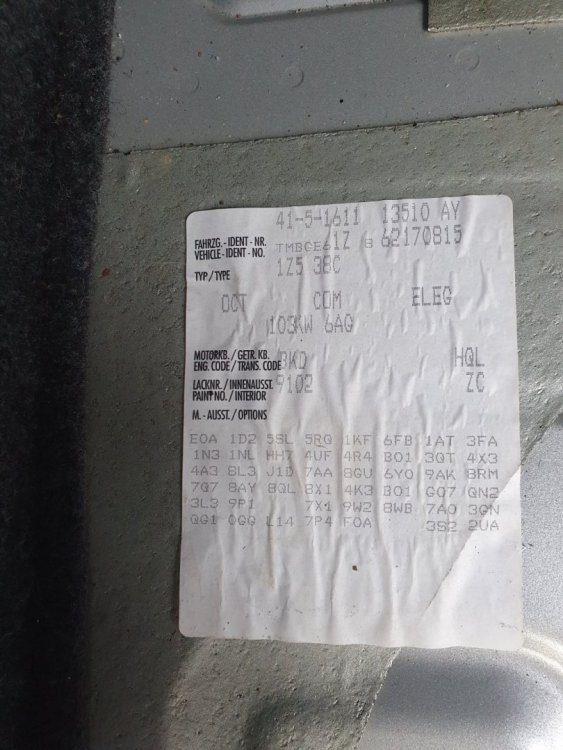 41-5-1611 13510 AY
FAHRZG.-IDENT-NR. TMBCE61Z 8 62170815
VEHICLE-IDENT-NO.
TYP/TYPE 1Z5 38C
OCT COM ELEG
103KW 6AG
MOTORKB./GETR.KB. BKD HQL
ENG.CODE/TRANS.CODE
LACKNR./INNENAUSST. 9102 ZC
PAINT NO./INTERIOR
M.-AUSST./OPTIONS
E0A 1D2 5SL 5RQ 1KF 6FB 1AT 3FA
1N3 1NL HH7 4UF 4R4 B01 3QT 4X3
4A3 8L3 J1D 7AA 8GU 6Y0 9AK 8RM
7Q7 8AY 8QL 8X1 4K3 B01 G07 QN2
3L3 9P1 7X1 9W2 8WB 7A0 3GN
QG1 0GG L14 7P4 F0A 3S2 2UA